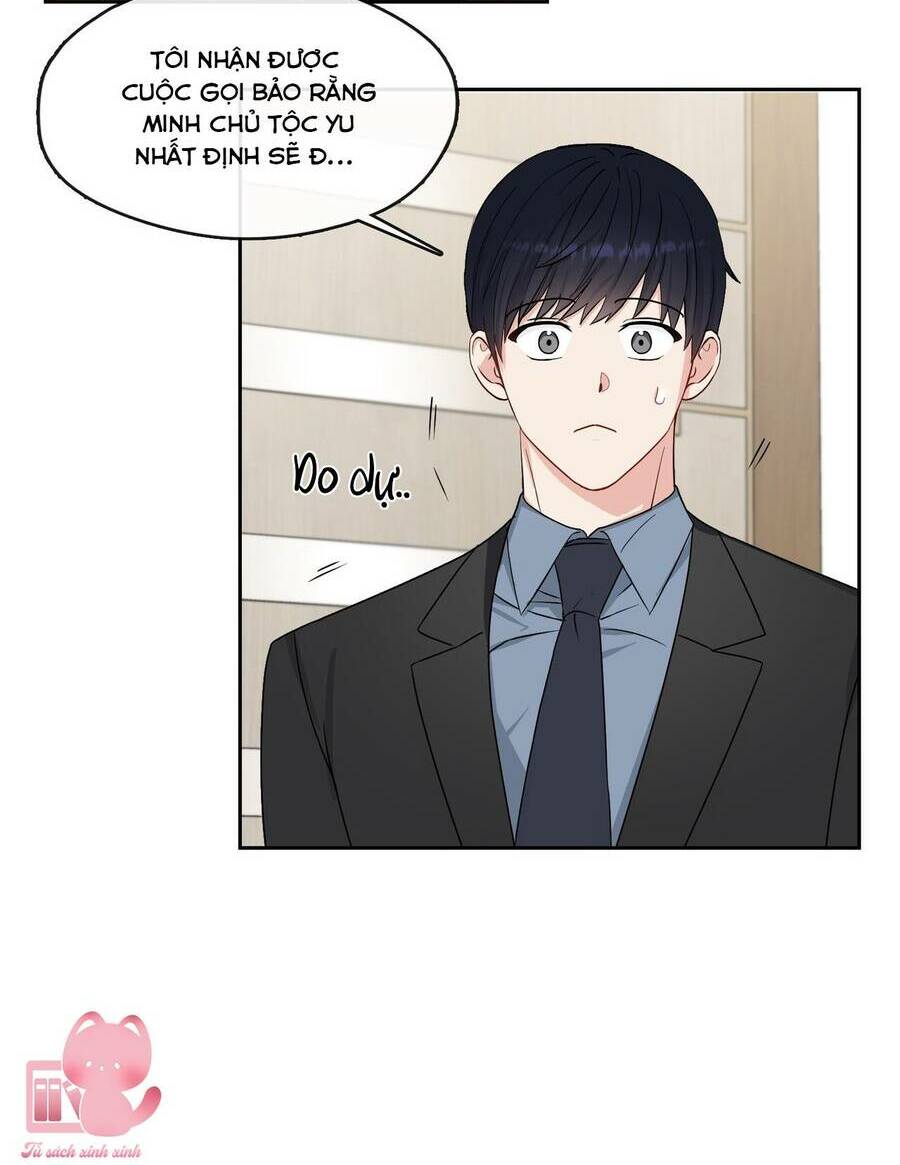 TÔI NHẬN ĐƯỢC
CUỘC GỌI BẢO RẰNG
MINH CHỦ TỘC YU
NHẤT ĐỊNH SẼ Đ...
Do dự..
Tủ sách xinh xinh